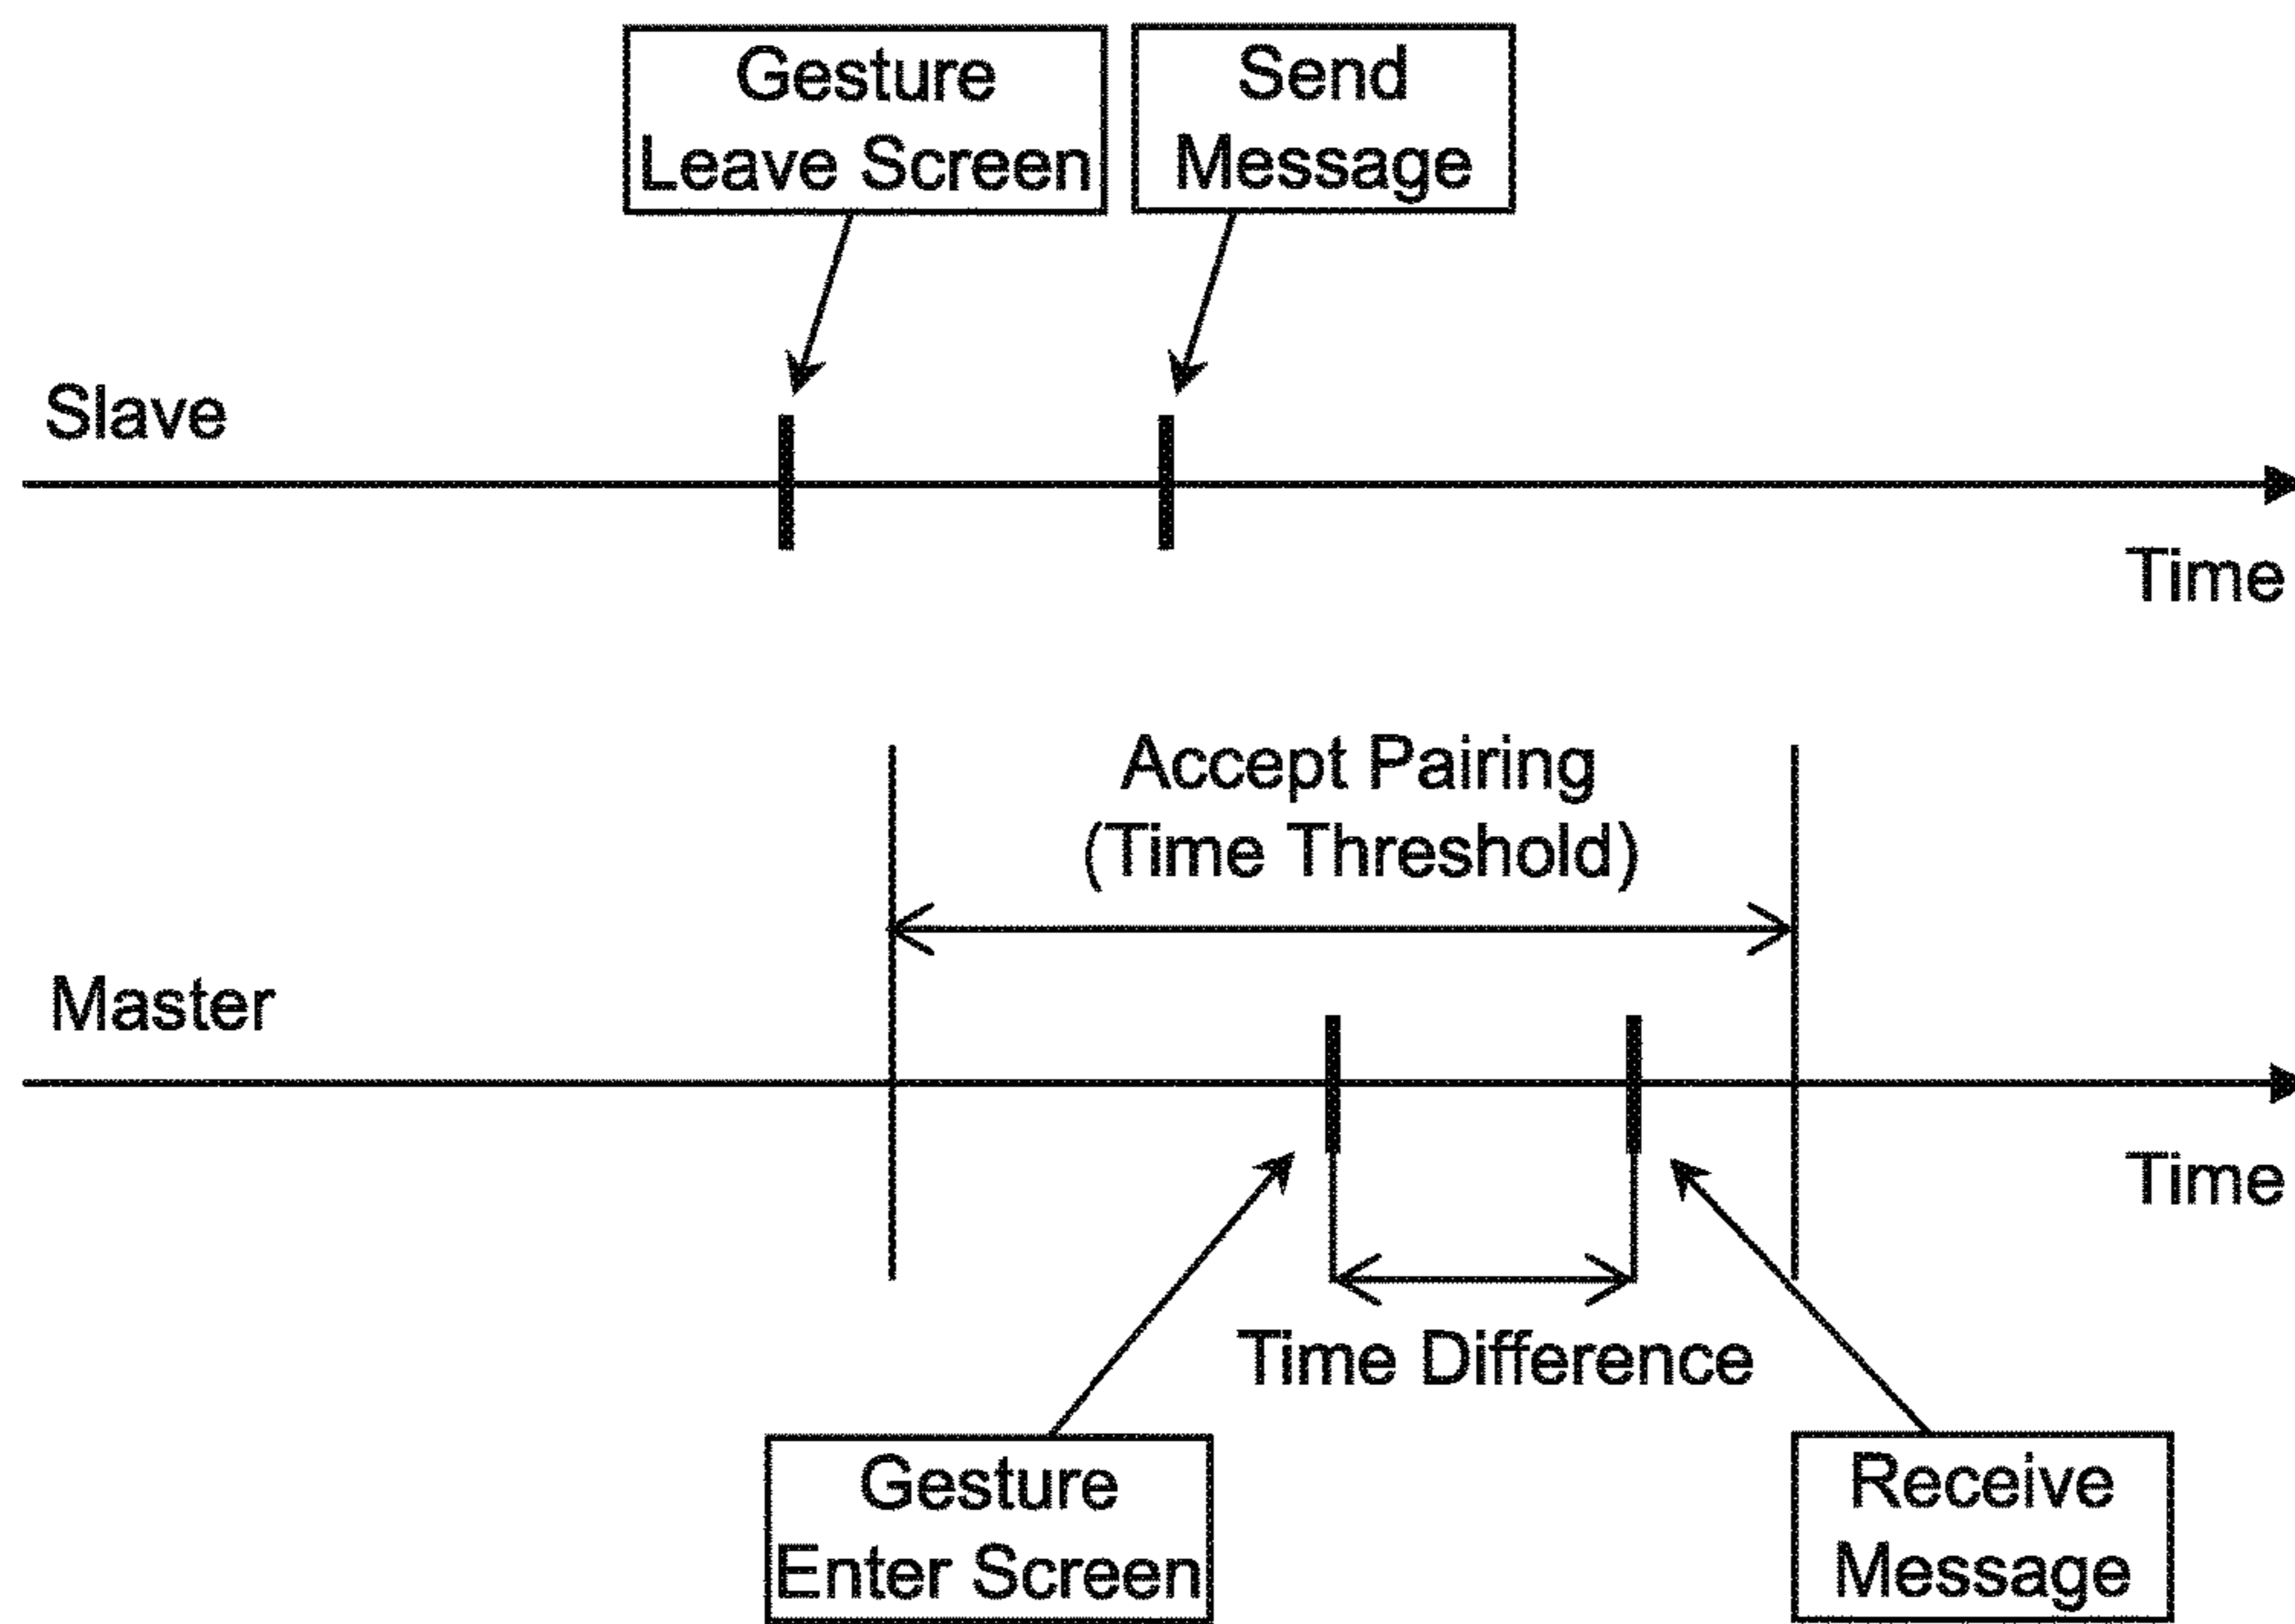 Gesture
Leave Screen
Send
Message
Slave
Time
Accept Pairing
(Time Threshold)
Master
Time
Time Difference
Gesture
Enter Screen
Receive
Message